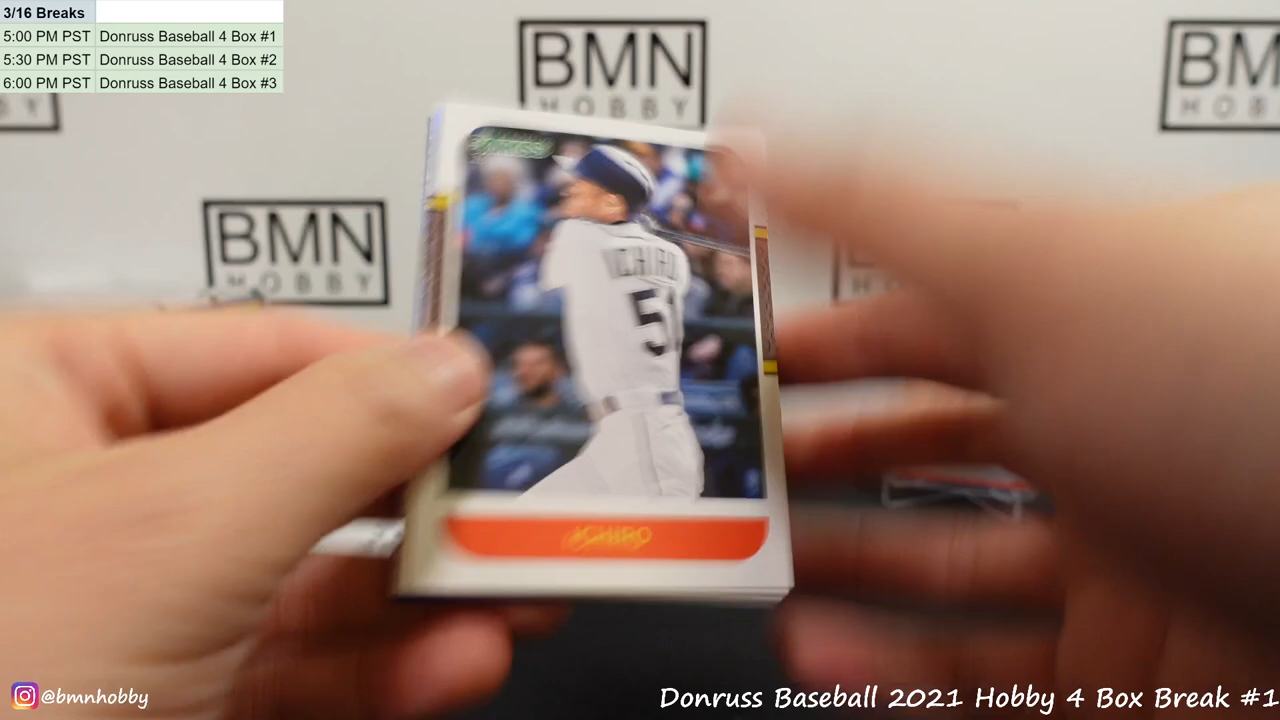 3/16 Breaks
5:00 PM PST Donruss Baseball 4 Box #1
5:30 PM PST Donruss Baseball 4 Box #2
6:00 PM PST Donruss Baseball 4 Box #3
BMN
HOBBY
BMN
HOBBY
ICHIRO
51
BMN
HOBBY
ICHIRO
@bmnhobby
Donruss Baseball 2021 Hobby 4 Box Break #1